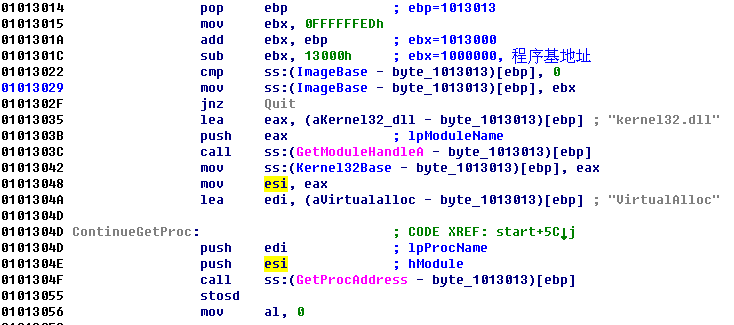 01013014 pop ebp ; ebp=1013013
01013015 mov ebx, 0FFFFFFEDh
0101301A add ebx, ebp ; ebx=1013000
0101301C sub ebx, 13000h ; ebx=1000000, 程序基地址
01013022 cmp ss:(ImageBase - byte_1013013)[ebp], 0
01013029 mov ss:(ImageBase - byte_1013013)[ebp], ebx
0101302F jnz Quit
01013035 lea eax, (aKernel32_dll - byte_1013013)[ebp] ; "kernel32.dll"
0101303B push eax ; lpModuleName
0101303C call ss:(GetModuleHandleA - byte_1013013)[ebp]
01013042 mov ss:(Kernel32Base - byte_1013013)[ebp], eax
01013048 mov esi, eax
0101304A lea edi, (aVirtualalloc - byte_1013013)[ebp] ; "VirtualAlloc"
0101304D
0101304D ContinueGetProc: ; CODE XREF: start+5C↓j
0101304D push edi ; lpProcName
0101304E push esi ; hModule
0101304F call ss:(GetProcAddress - byte_1013013)[ebp]
01013055 stosd
01013056 mov al, 0